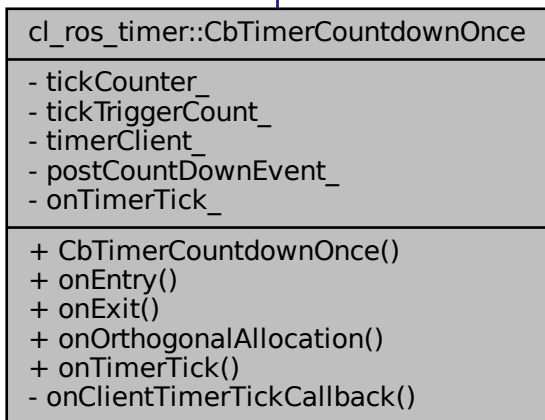 cl_ros_timer::CbTimerCountdownOnce
- tickCounter_
- tickTriggerCount_
- timerClient_
- postCountDownEvent_
- onTimerTick_
+ CbTimerCountdownOnce()
+ onEntry()
+ onExit()
+ onOrthogonalAllocation()
+ onTimerTick()
- onClientTimerTickCallback()